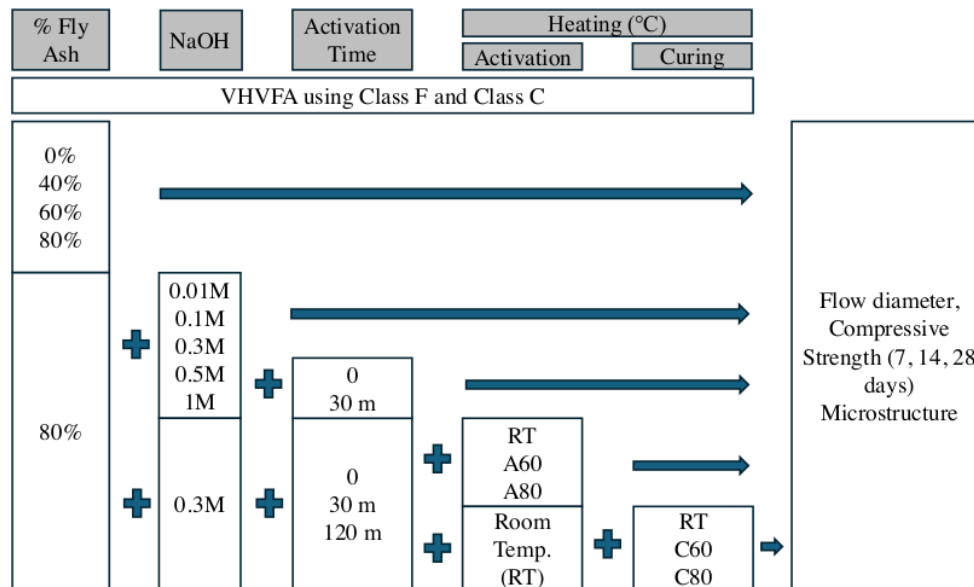 % Fly
Ash
NaOH
Activation
Time
Heating (°C)
Activation
Curing
VHVFA using Class F and Class C
0%
40%
60%
80%
80%
0.01M
0.1M
0.3M
0.5M
1M
0.3M
0
30 m
0
30 m
120 m
RT
A60
A80
Room
Temp.
(RT)
RT
C60
C80
Flow diameter,
Compressive
Strength (7, 14, 28
days)
Microstructure